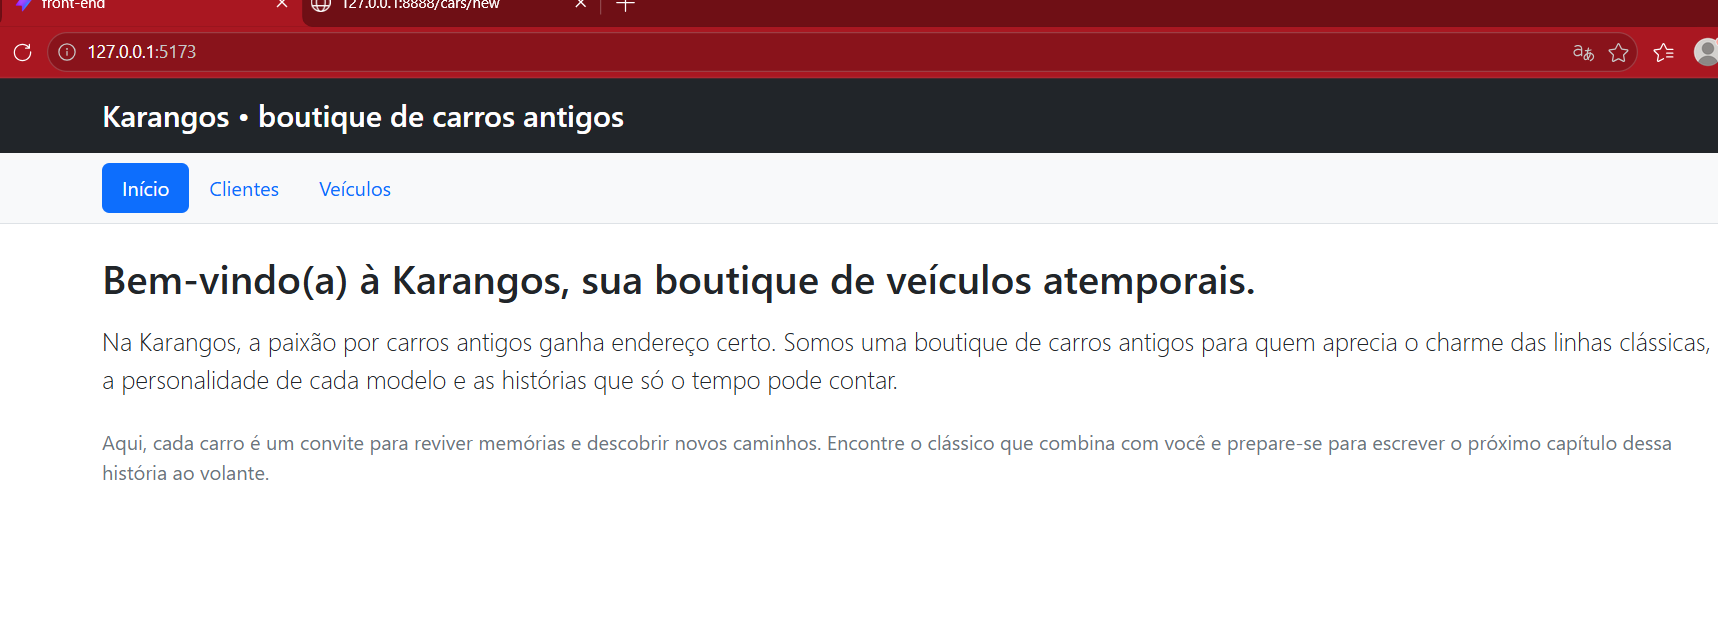 front-end
127.0.0.1:8888/cars/new
127.0.0.1:5173
Karangos • boutique de carros antigos
Início Clientes Veículos
Bem-vindo(a) à Karangos, sua boutique de veículos atemporais.
Na Karangos, a paixão por carros antigos ganha endereço certo. Somos uma boutique de carros antigos para quem aprecia o charme das linhas clássicas,
a personalidade de cada modelo e as histórias que só o tempo pode contar.
Aqui, cada carro é um convite para reviver memórias e descobrir novos caminhos. Encontre o clássico que combina com você e prepare-se para escrever o próximo capítulo dessa
história ao volante.